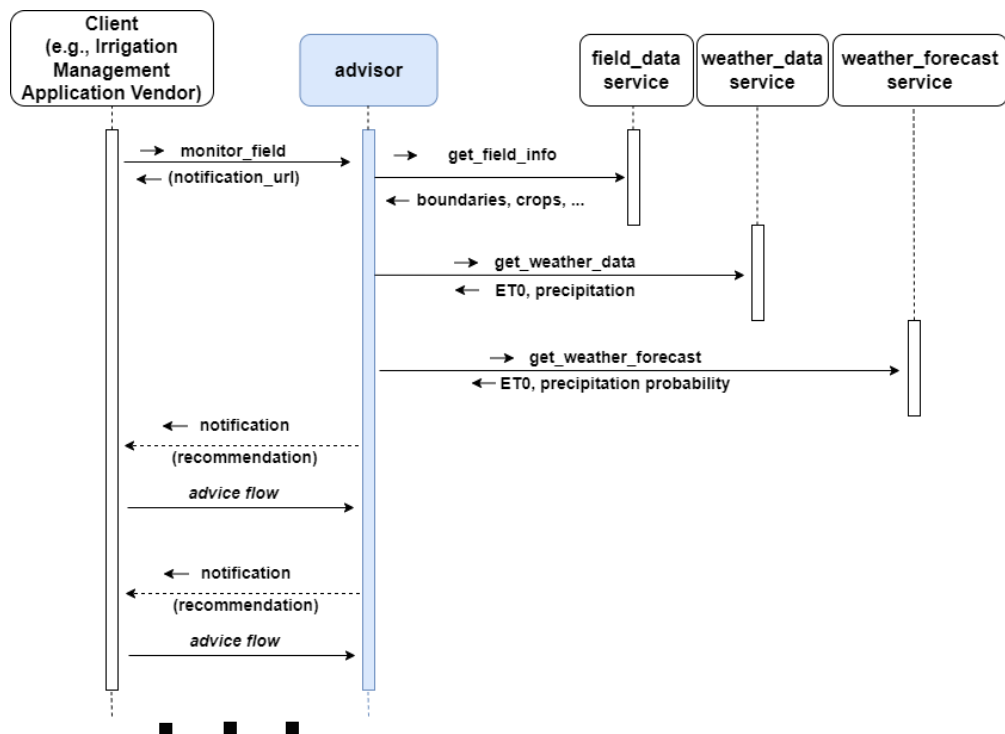 Client
(e.g., Irrigation
Management
Application Vendor)
advisor
field_data
service
weather_data
service
weather_forecast
service
monitor_field
(notification_url)
get_field_info
boundaries, crops, ...
get_weather_data
ET0, precipitation
get_weather_forecast
ET0, precipitation probability
notification
(recommendation)
advice flow
notification
(recommendation)
advice flow